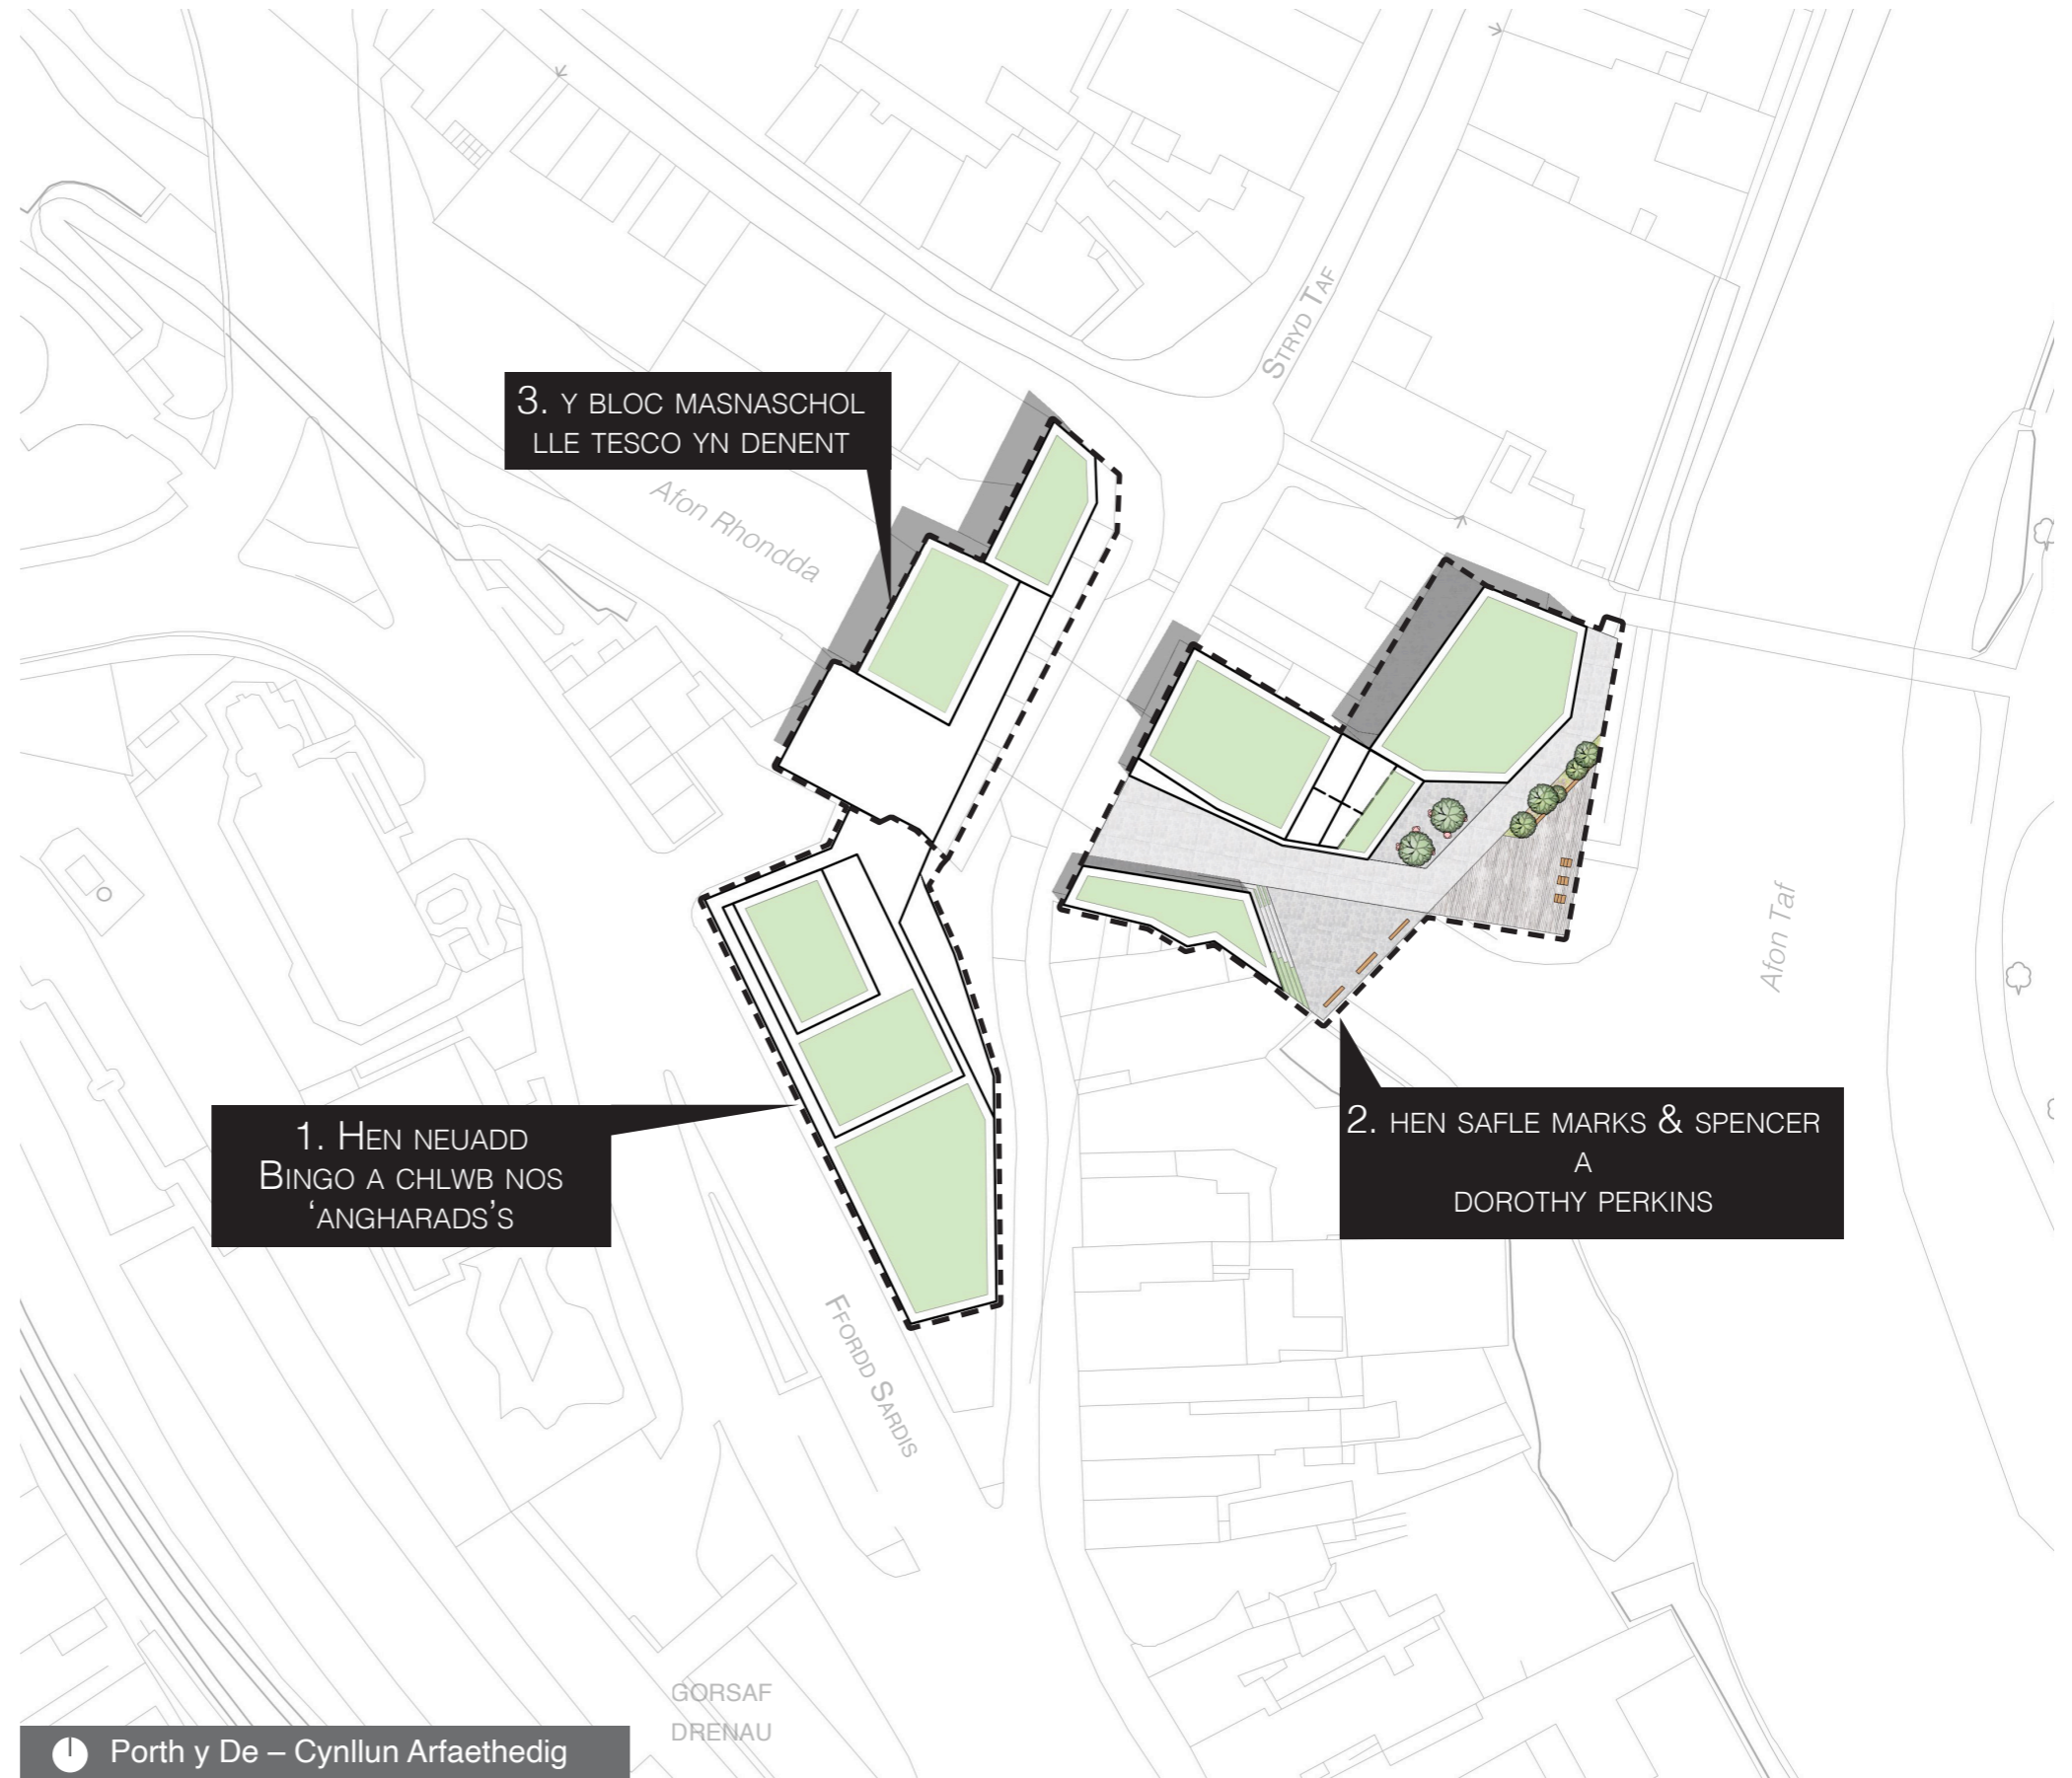 STRYD TAF
3. Y BLOC MASNASCHOL
LLE TESCO YN DENENT
Afon Rhondda
Afon Taf
1. HEN NEUADD
BINGO A CHLWB NOS
‘ANGHARADS’S
2. HEN SAFLE MARKS & SPENCER
A
DOROTHY PERKINS
FFORDD SARDIS
GORSAF
DRENAU
Porth y De – Cynllun Arfaethedig